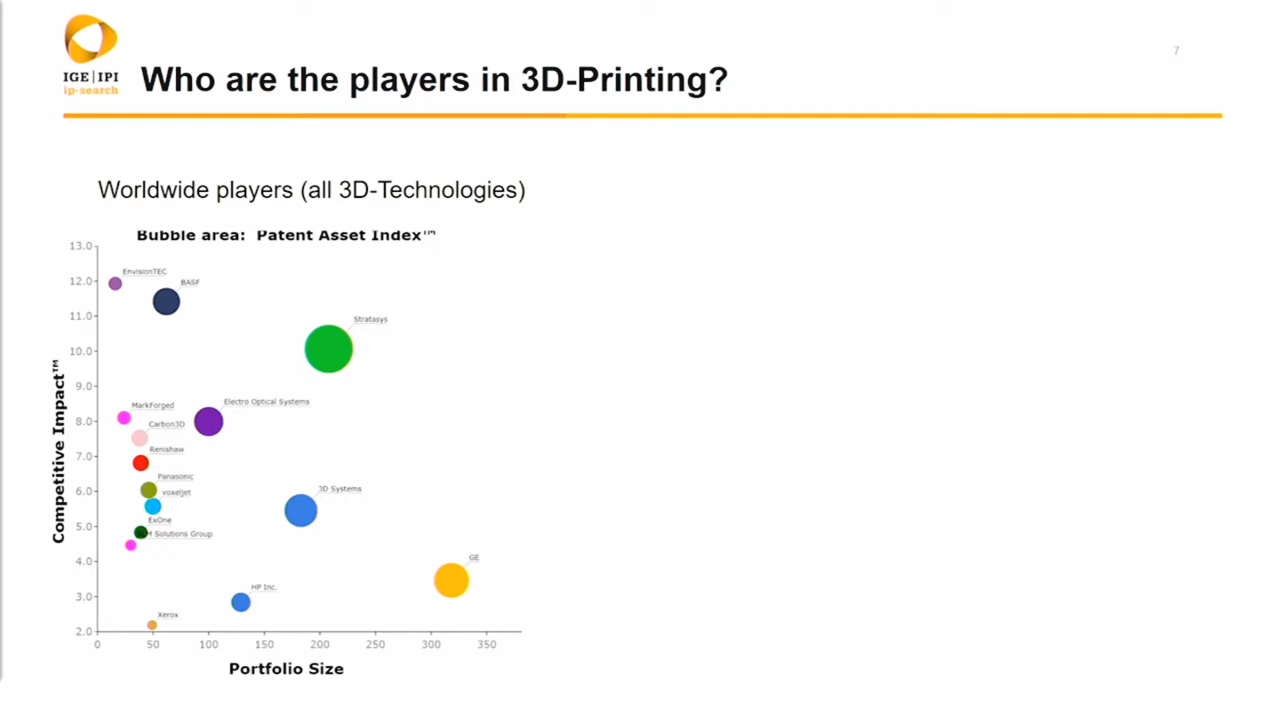 IGE | IPI
ip-search
7
Who are the players in 3D-Printing?
Worldwide players (all 3D-Technologies)
Bubble area: Patent Asset Index™
13.0
12.0
11.0
10.0
9.0
8.0
7.0
6.0
5.0
4.0
3.0
2.0
Competitive Impact™
EnvisionTEC
BASF
Stratasys
Electro Optical Systems
MarkForged
Carbon3D
Renishaw
Panasonic
3D Systems
voxeljet
ExOne
Solutions Group
GE
HP Inc.
Xerox
0 50 100 150 200 250 300 350
Portfolio Size